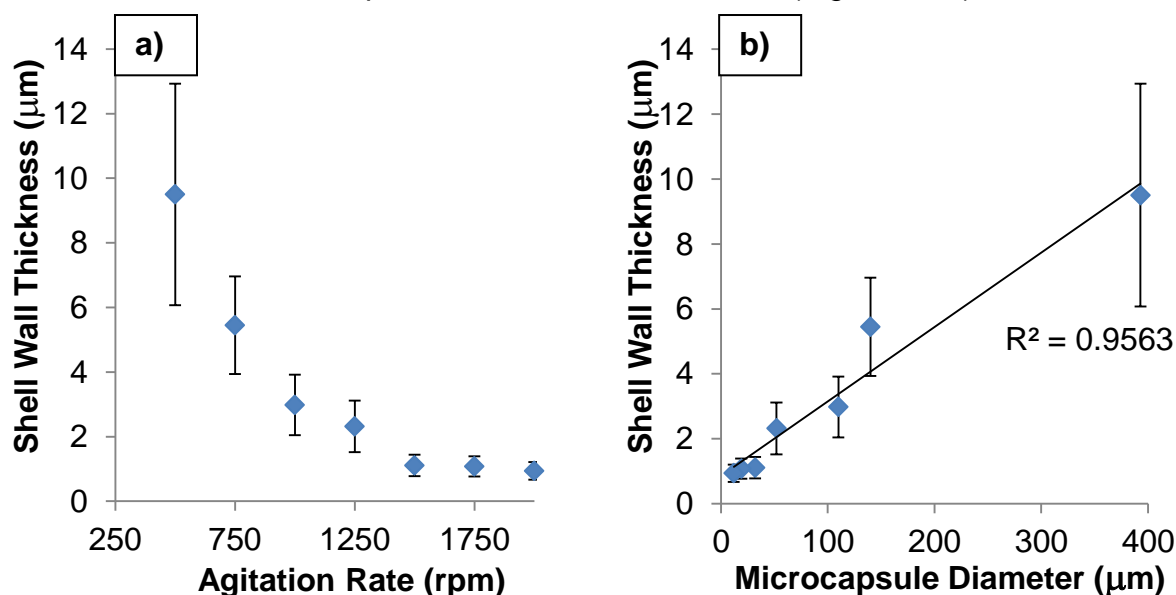 a)
14
12
10
8
6
4
2
0
250 750 1250 1750
Shell Wall Thickness (μm)
Agitation Rate (rpm)
b)
14
12
10
8
6
4
2
0
0 100 200 300 400
Shell Wall Thickness (μm)
Microcapsule Diameter (μm)
R² = 0.9563